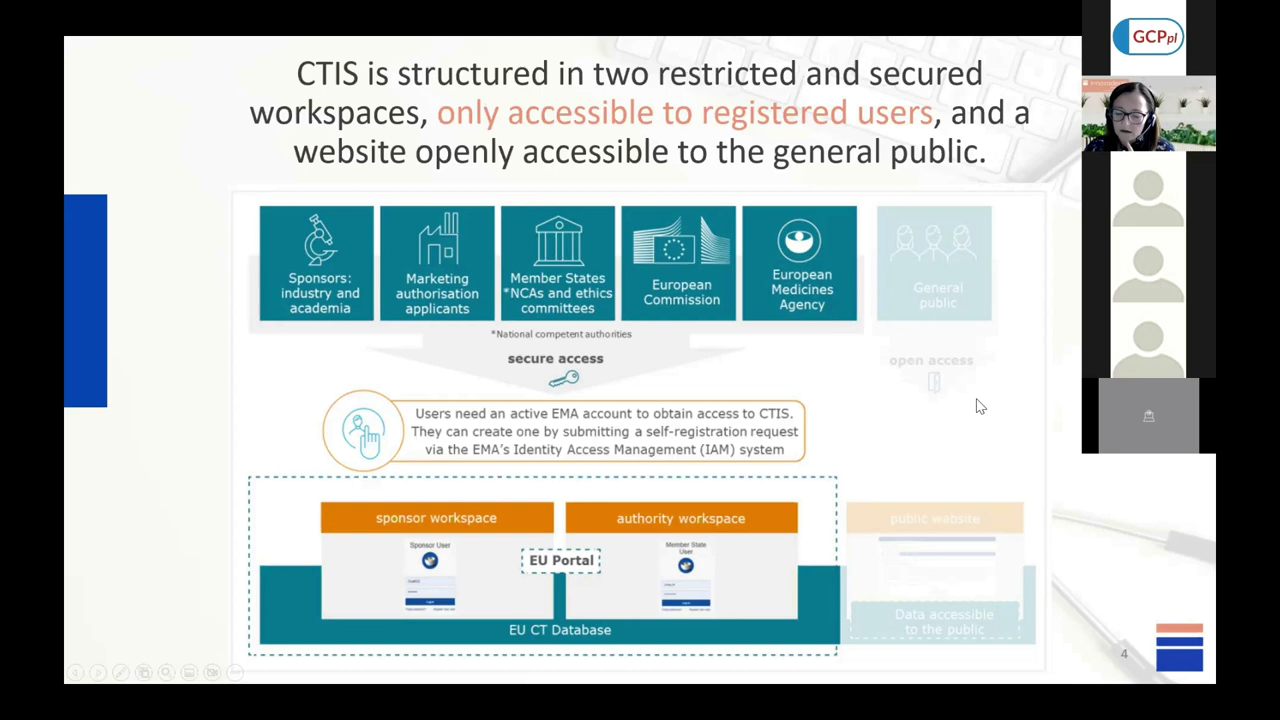 CTIS is structured in two restricted and secured
workspaces, only accessible to registered users, and a
website openly accessible to the general public.
GCPpl
Sponsors:
industry and
academia
Marketing
authorisation
applicants
Member States
*NCAs and ethics
committees
European
Commission
European
Medicines
Agency
General
public
*National competent authorities
secure access
open access
Users need an active EMA account to obtain access to CTIS.
They can create one by submitting a self-registration request
via the EMA's Identity Access Management (IAM) system
sponsor workspace
authority workspace
public website
Sponsor User
Member State
User
EU Portal
Data accessible
to the public
EU CT Database
4